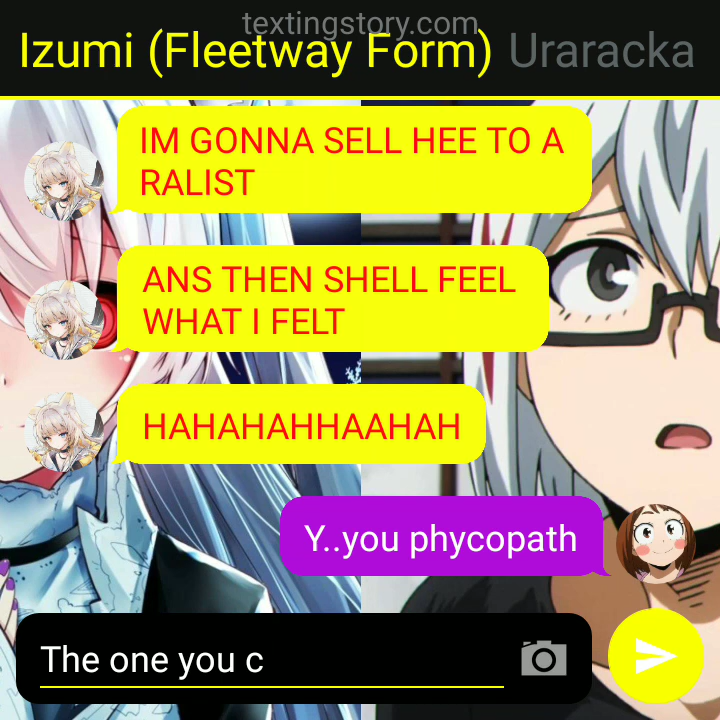 textingstory.com
Izumi (Fleetway Form) Uraracka
IM GONNA SELL HEE TO A
RALIST
ANS THEN SHELL FEEL
WHAT I FELT
HAHAHAHHAAHAH
Y..you phycopath
The one you c